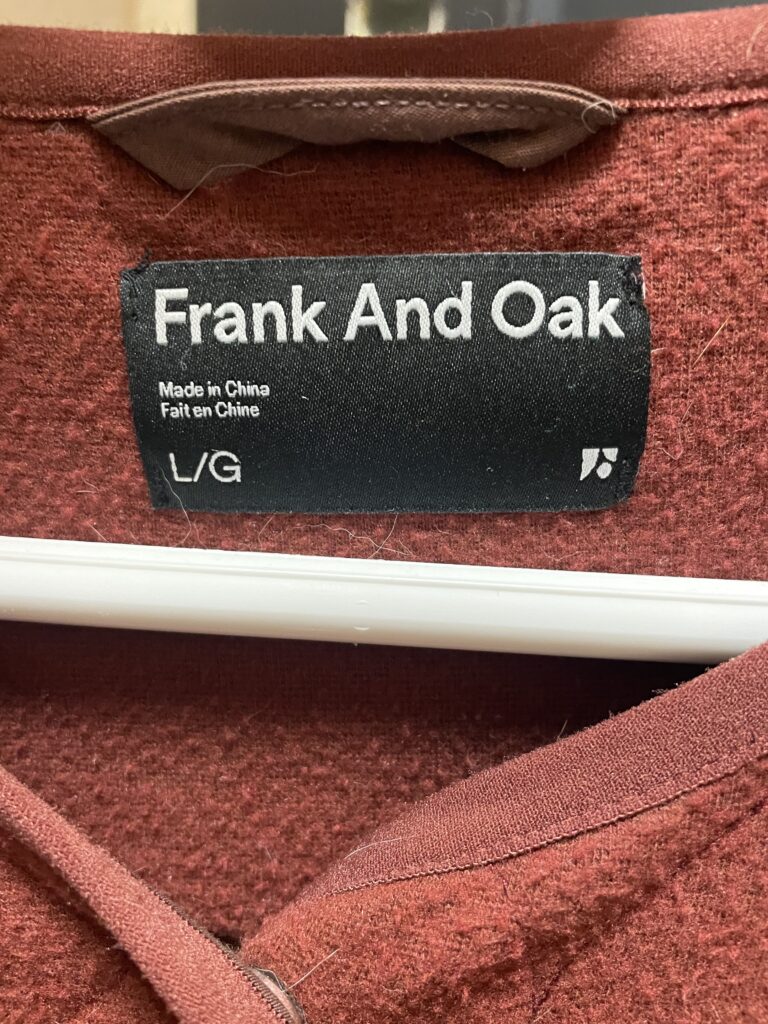 Frank And Oak
Made in China
Fait en Chine
L/G